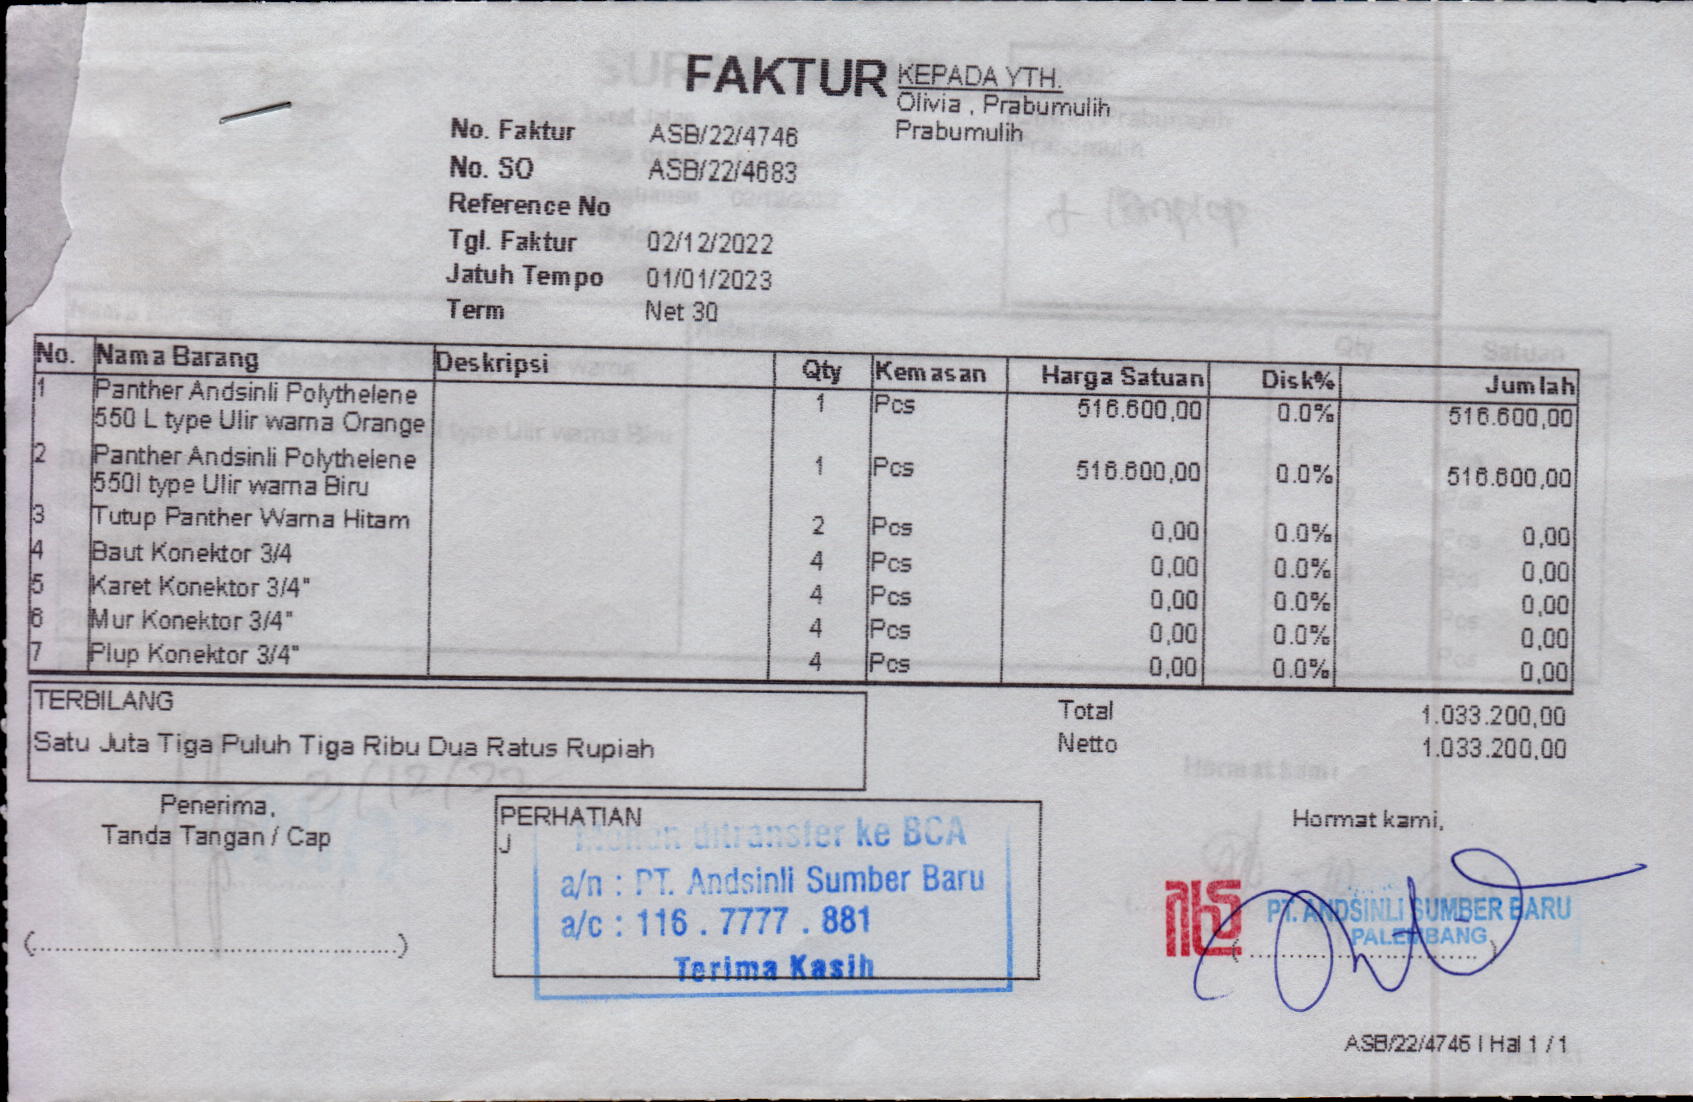 FAKTUR
KEPADA YTH.
Olivia , Prabumulih
Prabumulih
No. Faktur ASB/22/4746
No. SO ASB/22/4683
Reference No
Tgl. Faktur 02/12/2022
Jatuh Tempo 01/01/2023
Term Net 30
No. Nama Barang Deskripsi Qty Kemasan Harga Satuan Disk% Jumlah
1 Panther Andsinli Polythelene 1 Pcs 516.600,00 0.0% 516.600,00
550 L type Ulir warna Orange
2 Panther Andsinli Polythelene 1 Pcs 516.600,00 0.0% 516.600,00
550l type Ulir warna Biru
3 Tutup Panther Warna Hitam 2 Pcs 0,00 0.0% 0,00
4 Baut Konektor 3/4 4 Pcs 0,00 0.0% 0,00
5 Karet Konektor 3/4" 4 Pcs 0,00 0.0% 0,00
6 Mur Konektor 3/4" 4 Pcs 0,00 0.0% 0,00
7 Plup Konektor 3/4" 4 Pcs 0,00 0.0% 0,00
TERBILANG
Satu Juta Tiga Puluh Tiga Ribu Dua Ratus Rupiah
Total 1.033.200,00
Netto 1.033.200,00
Penerima,
Tanda Tangan / Cap
(..........................................)
PERHATIAN
J
Mohon ditransfer ke BCA
a/n : PT. Andsinli Sumber Baru
a/c : 116 . 7777 . 881
Terima Kasih
Hormat kami,
PT. ANDSINLI SUMBER BARU
PALEMBANG
ASB/22/4746 | Hal 1 / 1